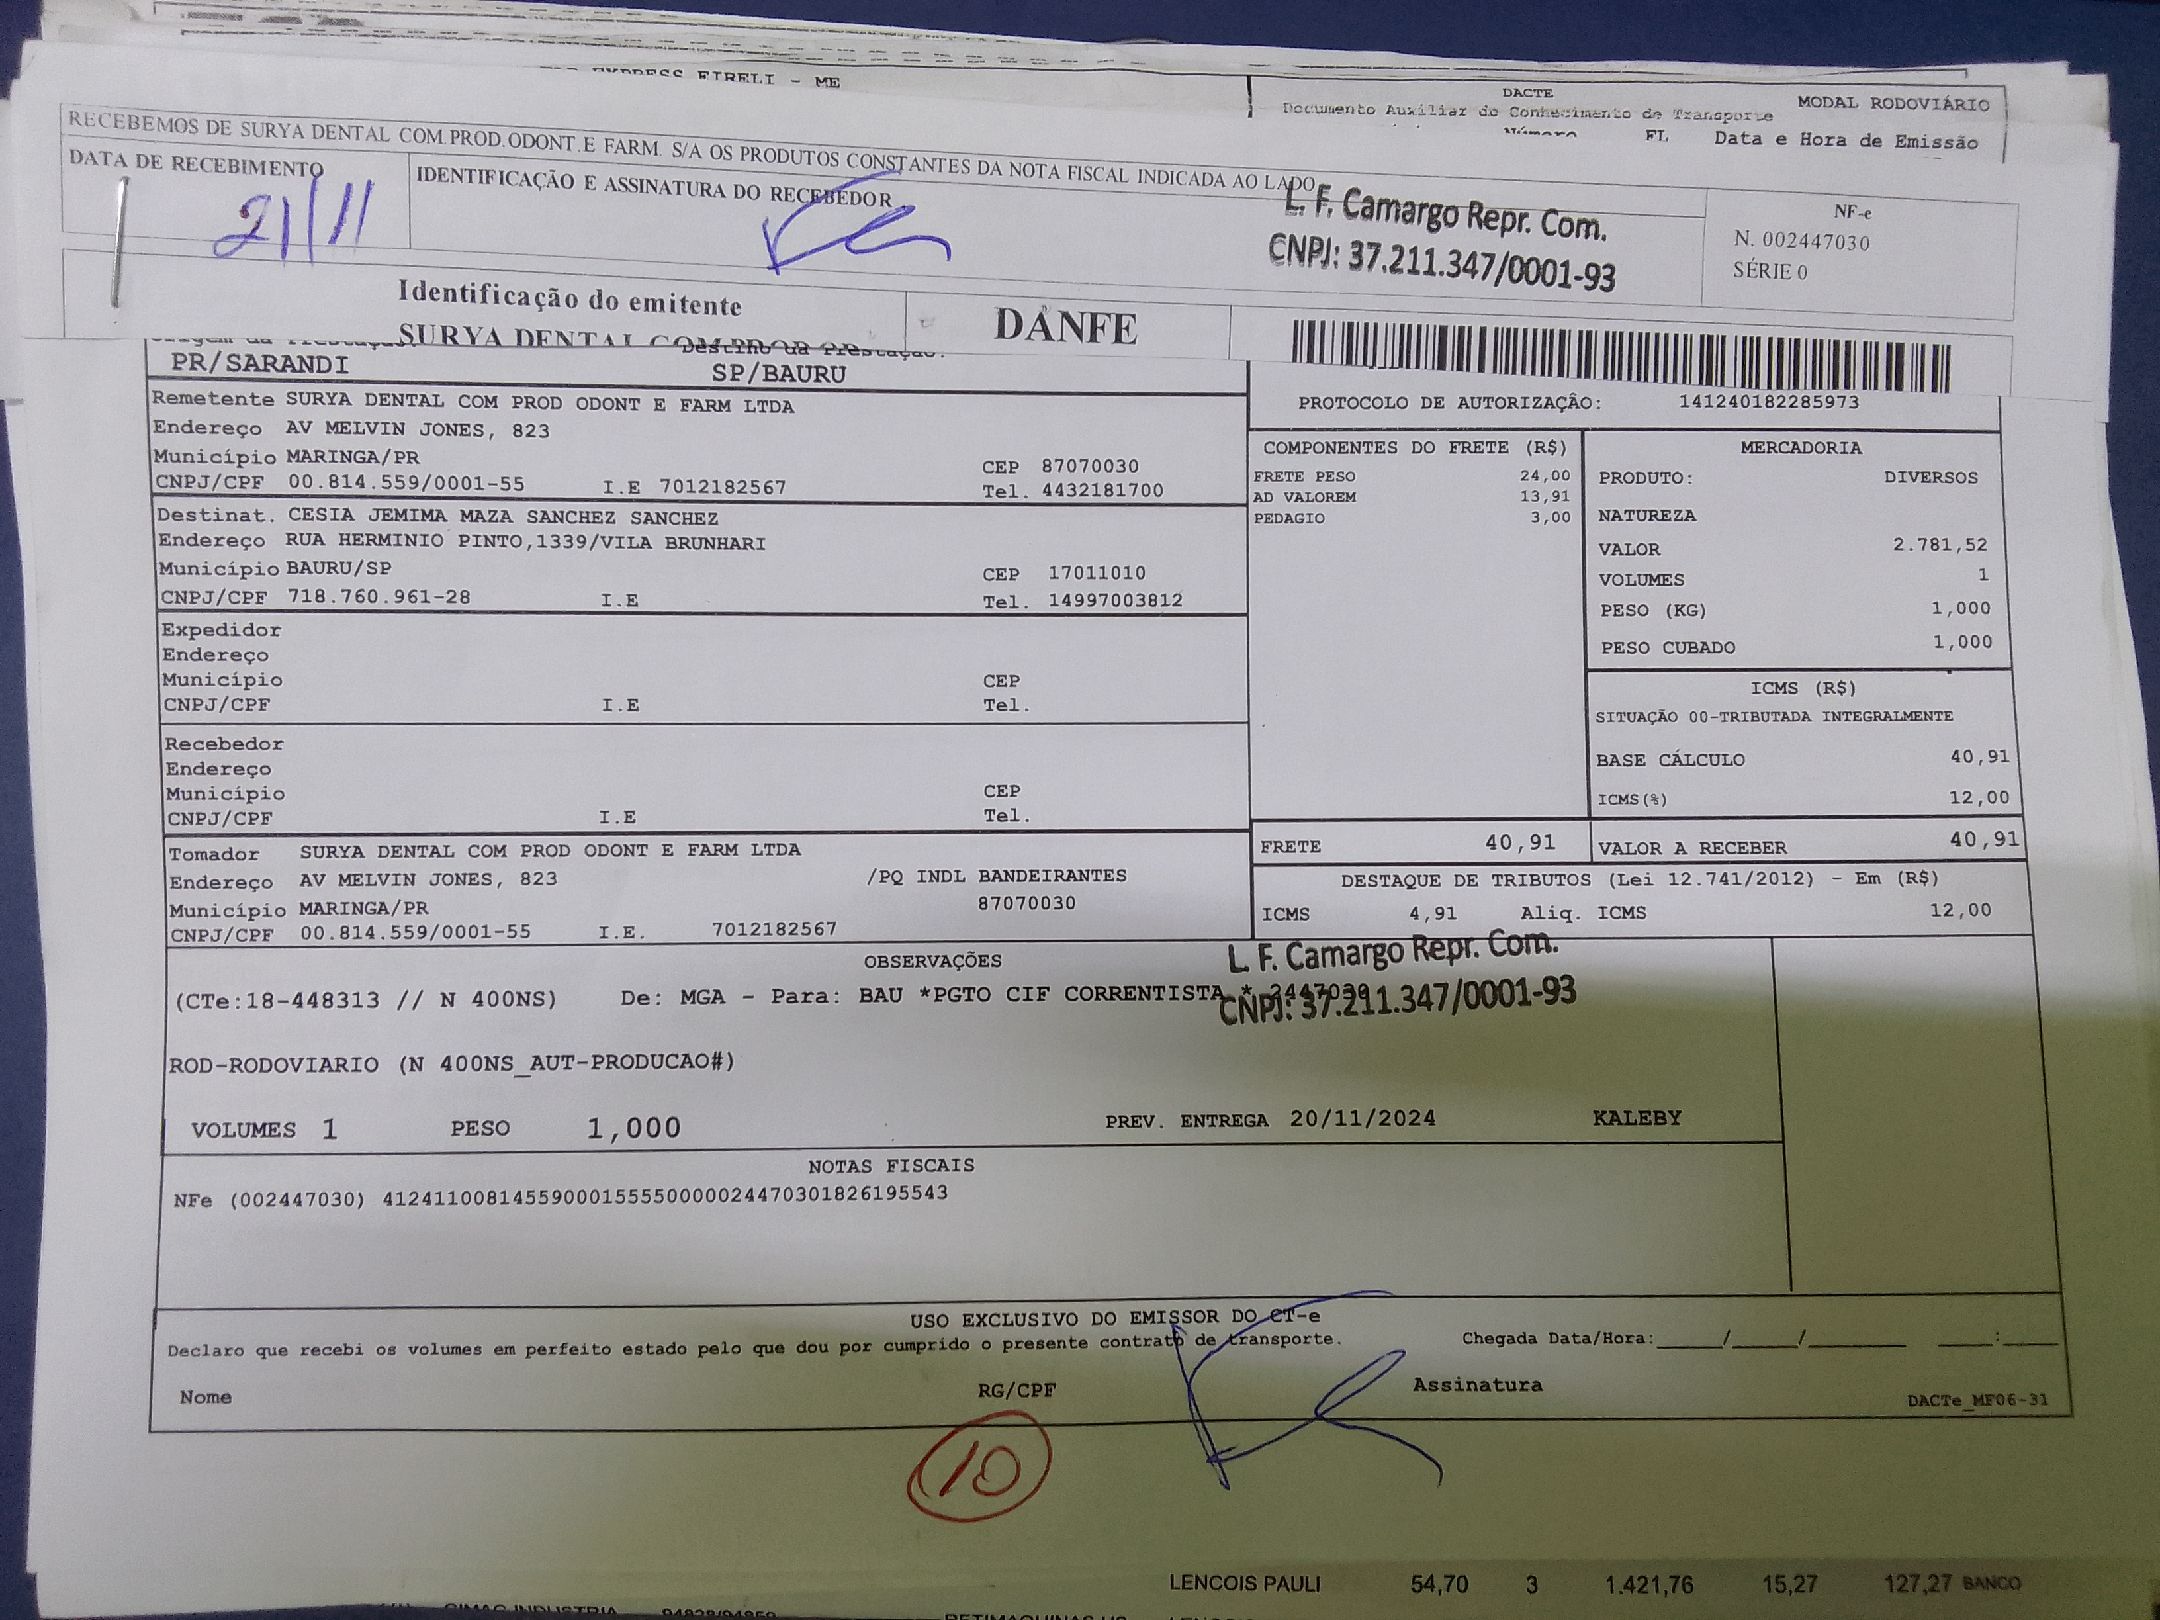 EIRELI - ME
DACTE
MODAL RODOVIÁRIO
Documento Auxiliar do Conhecimento de Transporte
Número FL Data e Hora de Emissão
RECEBEMOS DE SURYA DENTAL COM.PROD.ODONT.E FARM. S/A OS PRODUTOS CONSTANTES DA NOTA FISCAL INDICADA AO LADO
DATA DE RECEBIMENTO
21/11
IDENTIFICAÇÃO E ASSINATURA DO RECEBEDOR
L. F. Camargo Repr. Com.
CNPJ: 37.211.347/0001-93
NF-e
N. 002447030
SÉRIE 0
Identificação do emitente
SURYA DENTAL COM PROD
DANFE
Destino da Prestação:
PR/SARANDI SP/BAURU
Remetente SURYA DENTAL COM PROD ODONT E FARM LTDA
Endereço AV MELVIN JONES, 823
Município MARINGA/PR CEP 87070030
CNPJ/CPF 00.814.559/0001-55 I.E 7012182567 Tel. 4432181700
Destinat. CESIA JEMIMA MAZA SANCHEZ SANCHEZ
Endereço RUA HERMINIO PINTO,1339/VILA BRUNHARI
Município BAURU/SP CEP 17011010
CNPJ/CPF 718.760.961-28 I.E Tel. 14997003812
Expedidor
Endereço
Município CEP
CNPJ/CPF I.E Tel.
Recebedor
Endereço
Município CEP
CNPJ/CPF I.E Tel.
Tomador SURYA DENTAL COM PROD ODONT E FARM LTDA
Endereço AV MELVIN JONES, 823 /PQ INDL BANDEIRANTES
Município MARINGA/PR 87070030
CNPJ/CPF 00.814.559/0001-55 I.E. 7012182567
PROTOCOLO DE AUTORIZAÇÃO: 141240182285973
COMPONENTES DO FRETE (R$)
FRETE PESO 24,00
AD VALOREM 13,91
PEDAGIO 3,00
MERCADORIA
PRODUTO: DIVERSOS
NATUREZA
VALOR 2.781,52
VOLUMES 1
PESO (KG) 1,000
PESO CUBADO 1,000
ICMS (R$)
SITUAÇÃO 00-TRIBUTADA INTEGRALMENTE
BASE CÁLCULO 40,91
ICMS(%) 12,00
FRETE 40,91 VALOR A RECEBER 40,91
DESTAQUE DE TRIBUTOS (Lei 12.741/2012) - Em (R$)
ICMS 4,91 Aliq. ICMS 12,00
OBSERVAÇÕES
L. F. Camargo Repr. Com.
CNPJ: 37.211.347/0001-93
(CTe:18-448313 // N 400NS) De: MGA - Para: BAU *PGTO CIF CORRENTISTA * 2447030
ROD-RODOVIARIO (N 400NS_AUT-PRODUCAO#)
VOLUMES 1 PESO 1,000 PREV. ENTREGA 20/11/2024 KALEBY
NOTAS FISCAIS
NFe (002447030) 41241100814559000155550000024470301826195543
USO EXCLUSIVO DO EMISSOR DO CT-e
Declaro que recebi os volumes em perfeito estado pelo que dou por cumprido o presente contrato de transporte. Chegada Data/Hora:____/____/____ ___:___
Nome RG/CPF Assinatura
DACTe_MF06-31
10
LENCOIS PAULI 54,70 3 1.421,76 15,27 127,27 BANCO